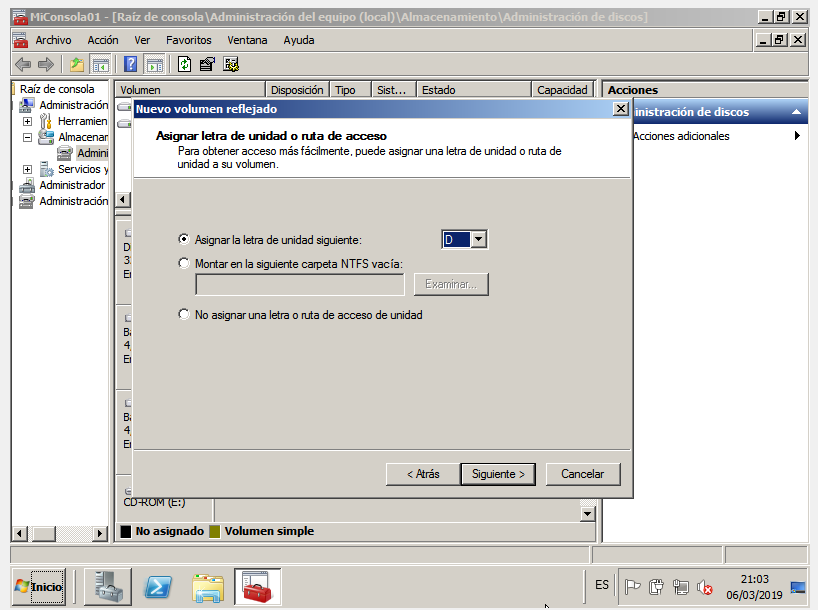 MiConsola01 - [Raíz de consola\Administración del equipo (local)\Almacenamiento\Administración de discos]
Archivo Acción Ver Favoritos Ventana Ayuda
Raíz de consola
Administración
Herramien
Almacenar
Admini
Servicios y
Administrador
Administración
Volumen Disposición Tipo Sist... Estado Capacidad
Acciones
inistración de discos
Acciones adicionales
Nuevo volumen reflejado
Asignar letra de unidad o ruta de acceso
Para obtener acceso más fácilmente, puede asignar una letra de unidad o ruta de
unidad a su volumen.
Asignar la letra de unidad siguiente: D
Montar en la siguiente carpeta NTFS vacía:
Examinar...
No asignar una letra o ruta de acceso de unidad
< Atrás Siguiente > Cancelar
CD-ROM (E:)
No asignado Volumen simple
Inicio
ES
21:03
06/03/2019